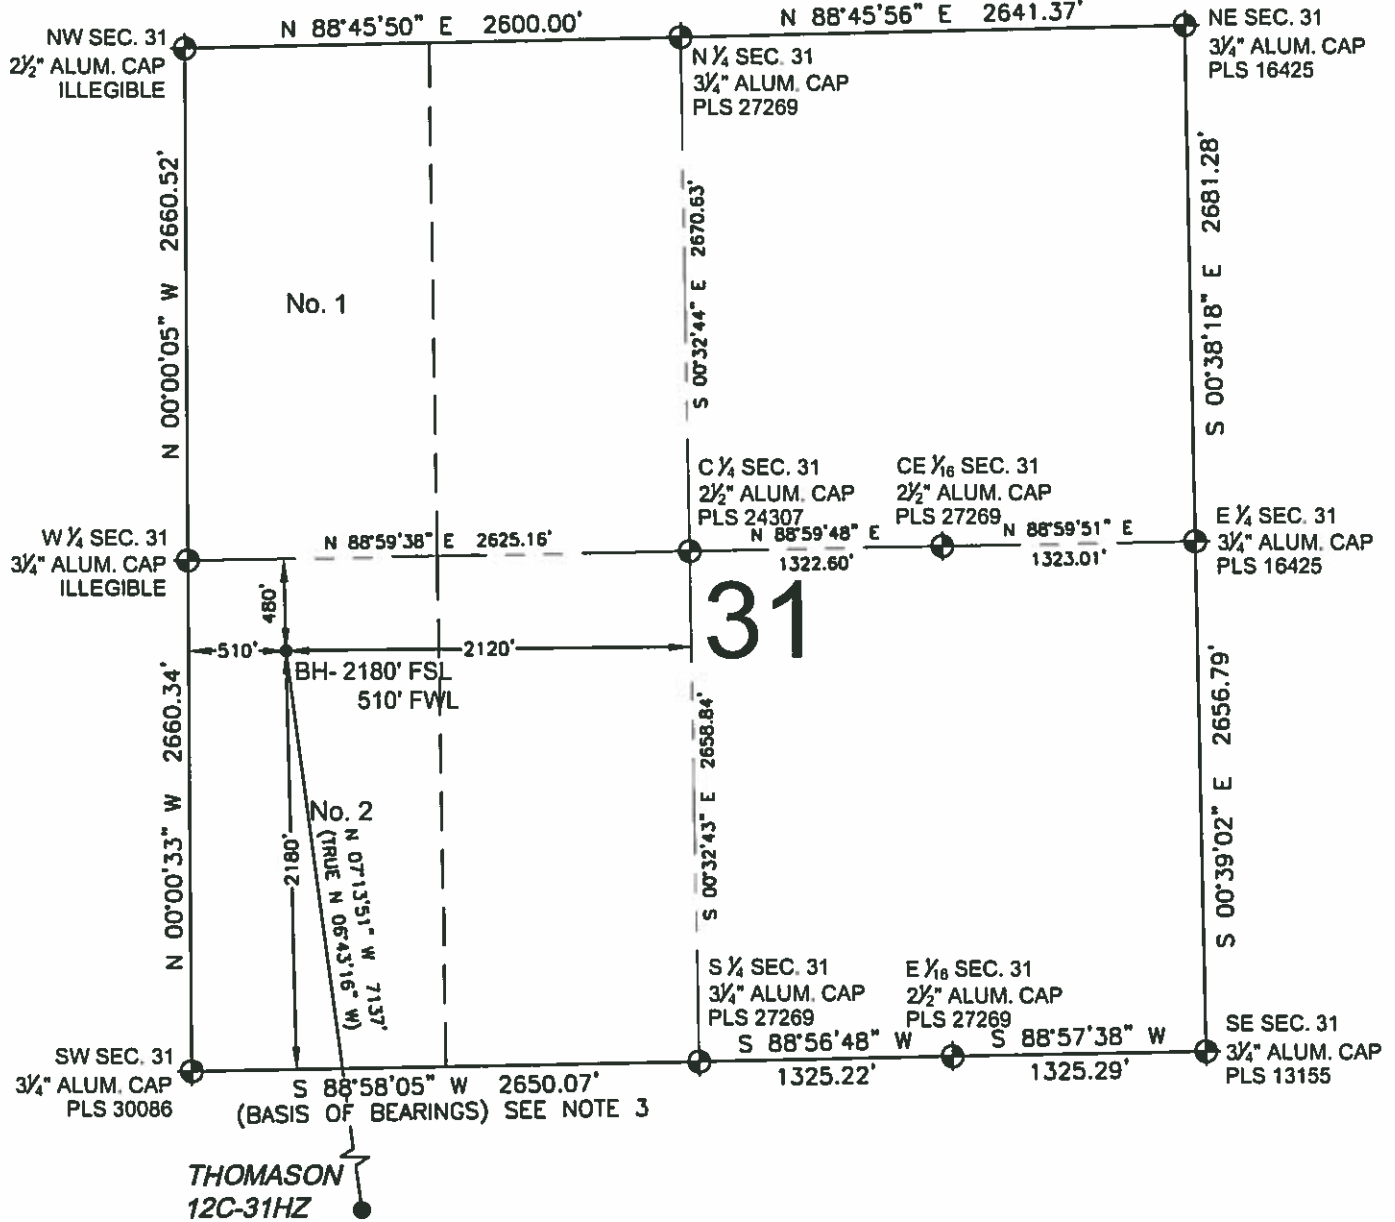 N 88°45'50" E 2600.00'
N 88°45'56" E 2641.37'
NW SEC. 31
2½" ALUM. CAP
ILLEGIBLE
N ¼ SEC. 31
3¼" ALUM. CAP
PLS 27269
NE SEC. 31
3¼" ALUM. CAP
PLS 16425
N 00°00'05" W 2660.52'
S 00°32'44" E 2670.63'
S 00°38'18" E 2681.28'
No. 1
C ¼ SEC. 31
2½" ALUM. CAP
PLS 24307
CE 1/16 SEC. 31
2½" ALUM. CAP
PLS 27269
W ¼ SEC. 31
3¼" ALUM. CAP
ILLEGIBLE
N 88°59'38" E 2625.16'
N 88°59'48" E
1322.60'
N 88°59'51" E
1323.01'
E ¼ SEC. 31
3¼" ALUM. CAP
PLS 16425
480'
31
510'
2120'
BH- 2180' FSL
510' FWL
N 00°00'33" W 2660.34'
2180'
No. 2
N 07°13'51" W 7137'
(TRUE N 06°43'16" W)
S 00°32'43" E 2658.84'
S 00°39'02" E 2656.79'
S ¼ SEC. 31
3¼" ALUM. CAP
PLS 27269
E 1/16 SEC. 31
2½" ALUM. CAP
PLS 27269
SW SEC. 31
3¼" ALUM. CAP
PLS 30086
S 88°58'05" W 2650.07'
(BASIS OF BEARINGS) SEE NOTE 3
S 88°56'48" W
1325.22'
S 88°57'38" W
1325.29'
SE SEC. 31
3¼" ALUM. CAP
PLS 13155
THOMASON
12C-31HZ